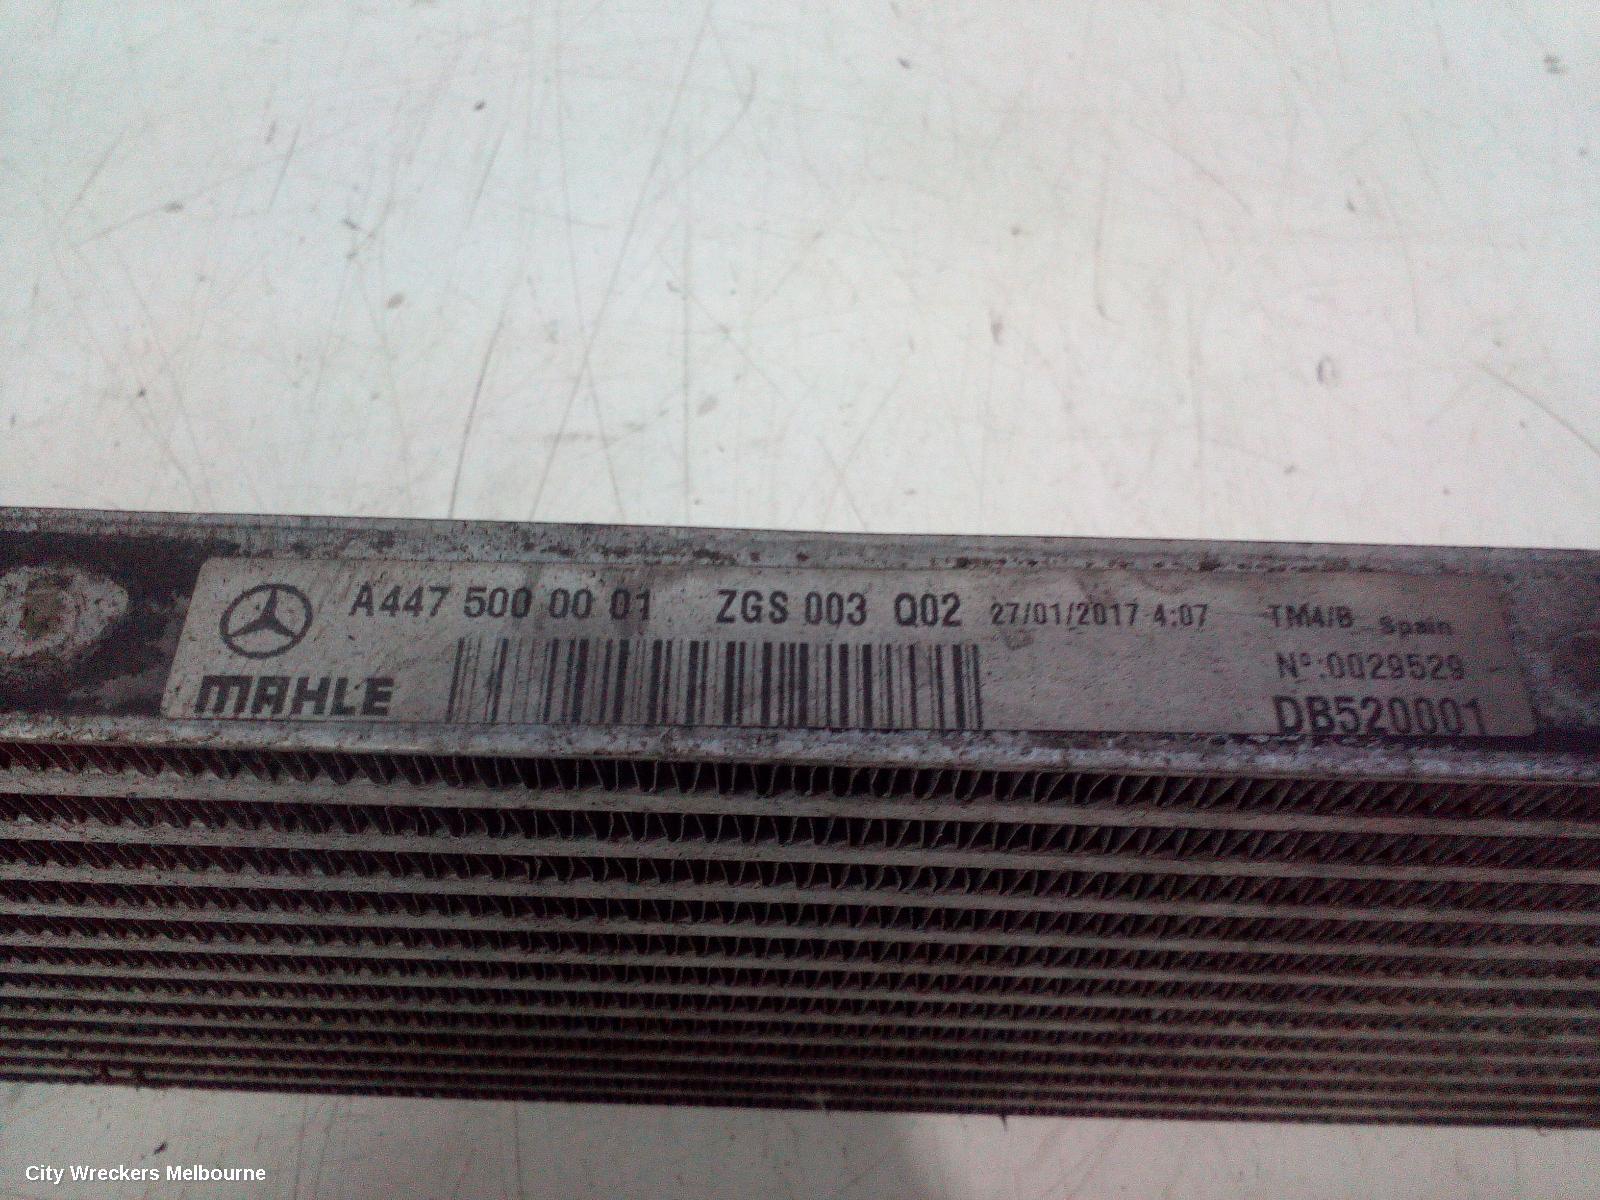 A447 500 00 01 ZGS 003 Q02 27/01/2017 4:07 TM4/B Spain
MAHLE
Nº:0029529
DB520001
City Wreckers Melbourne